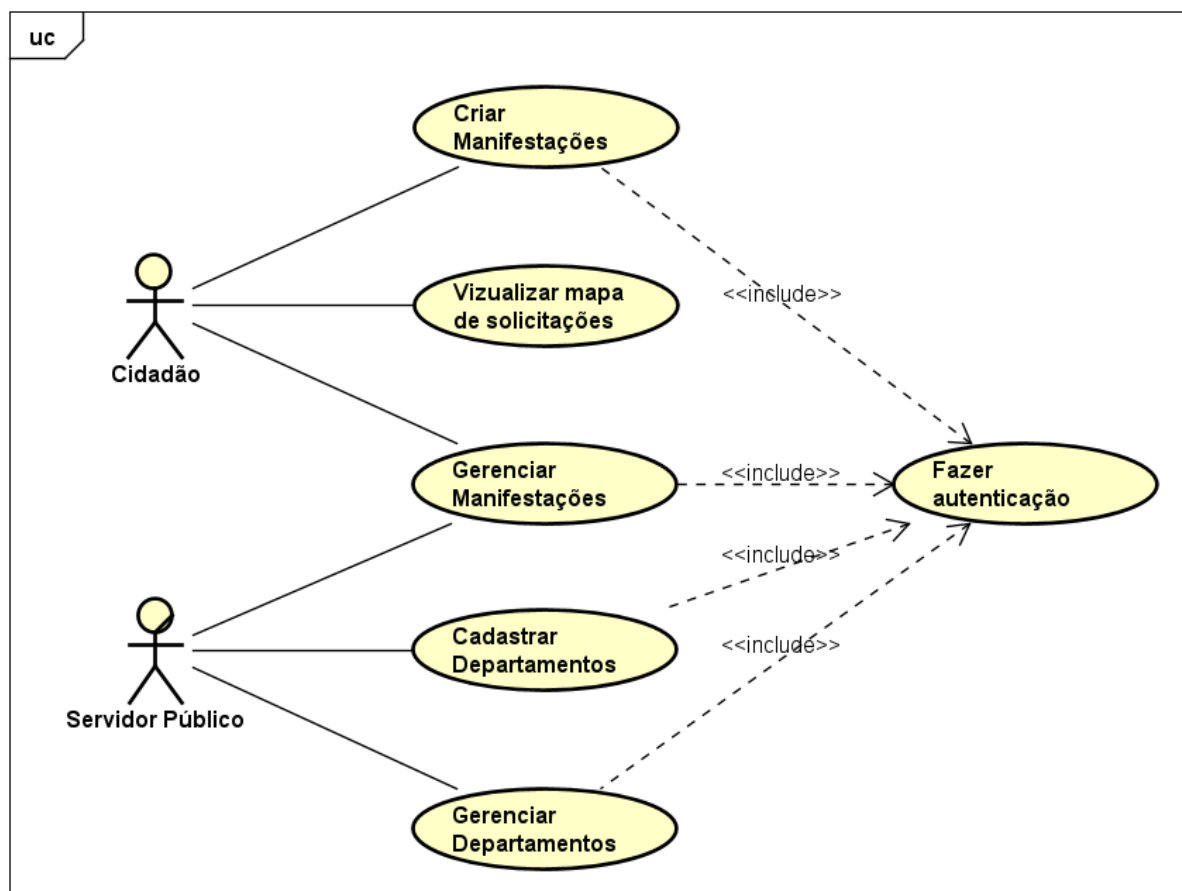 uc
Criar
Manifestações
Vizualizar mapa
de solicitações
<<include>>
Cidadão
Gerenciar
Manifestações
<<include>>
Fazer
autenticação
<<include>>
Cadastrar
Departamentos
<<include>>
Servidor Público
Gerenciar
Departamentos